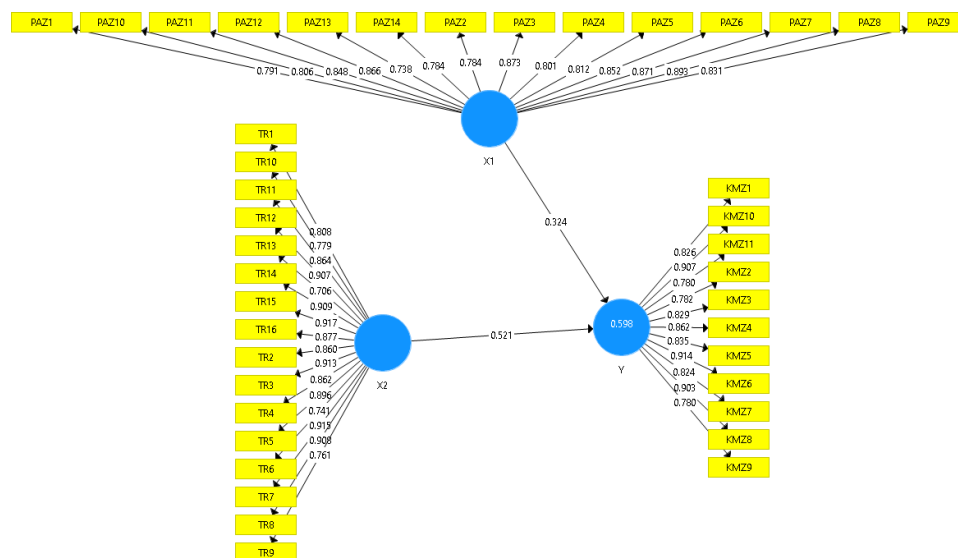 PAZ1 PAZ10 PAZ11 PAZ12 PAZ13 PAZ14 PAZ2 PAZ3 PAZ4 PAZ5 PAZ6 PAZ7 PAZ8 PAZ9
0.791 0.806 0.848 0.866 0.738 0.784 0.784 0.873 0.801 0.812 0.852 0.871 0.893 0.831
X1
0.324
TR1
TR10
TR11
TR12
TR13
TR14
TR15
TR16
TR2
TR3
TR4
TR5
TR6
TR7
TR8
TR9
0.808
0.779
0.864
0.907
0.706
0.909
0.917
0.877
0.860
0.913
0.862
0.896
0.741
0.915
0.908
0.761
X2
0.521
0.598
Y
0.826
0.907
0.780
0.782
0.829
0.862
0.835
0.914
0.824
0.903
0.780
KMZ1
KMZ10
KMZ11
KMZ2
KMZ3
KMZ4
KMZ5
KMZ6
KMZ7
KMZ8
KMZ9